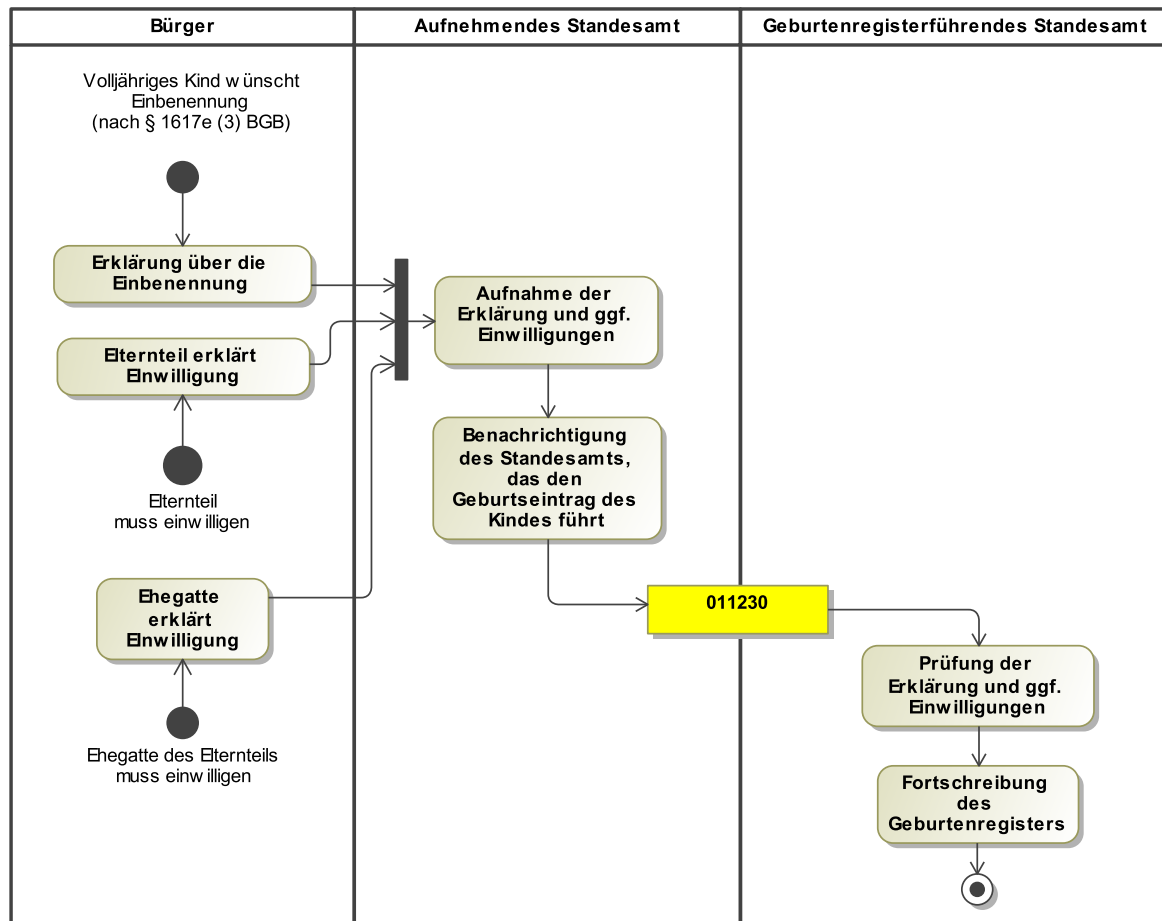 Bürger
Aufnehmendes Standesamt
Geburtenregisterführendes Standesamt
Volljähriges Kind wünscht
Einbenennung
(nach § 1617e (3) BGB)
Erklärung über die
Einbenennung
Elternteil erklärt
EInwilligung
Elternteil
muss einwilligen
Ehegatte
erklärt
EInwilligung
Ehegatte des Elternteils
muss einwilligen
Aufnahme der
Erklärung und ggf.
Einwilligungen
Benachrichtigung
des Standesamts,
das den
Geburtseintrag des
Kindes führt
011230
Prüfung der
Erklärung und ggf.
Einwilligungen
Fortschreibung
des
Geburtenregisters